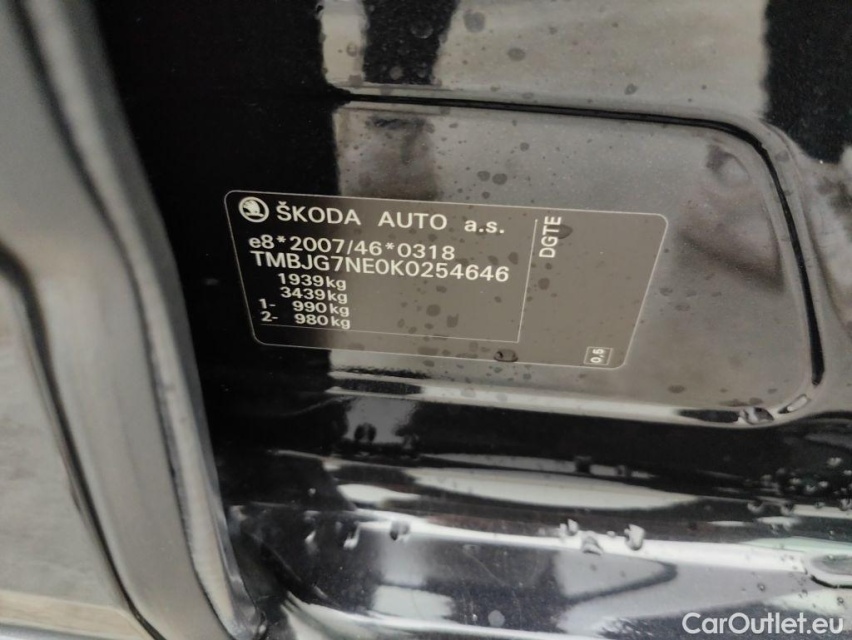 ŠKODA AUTO a.s.
e8*2007/46*0318
TMBJG7NE0K0254646
1939kg
3439kg
1- 990kg
2- 980kg
DGTE
0.5
CarOutlet.eu